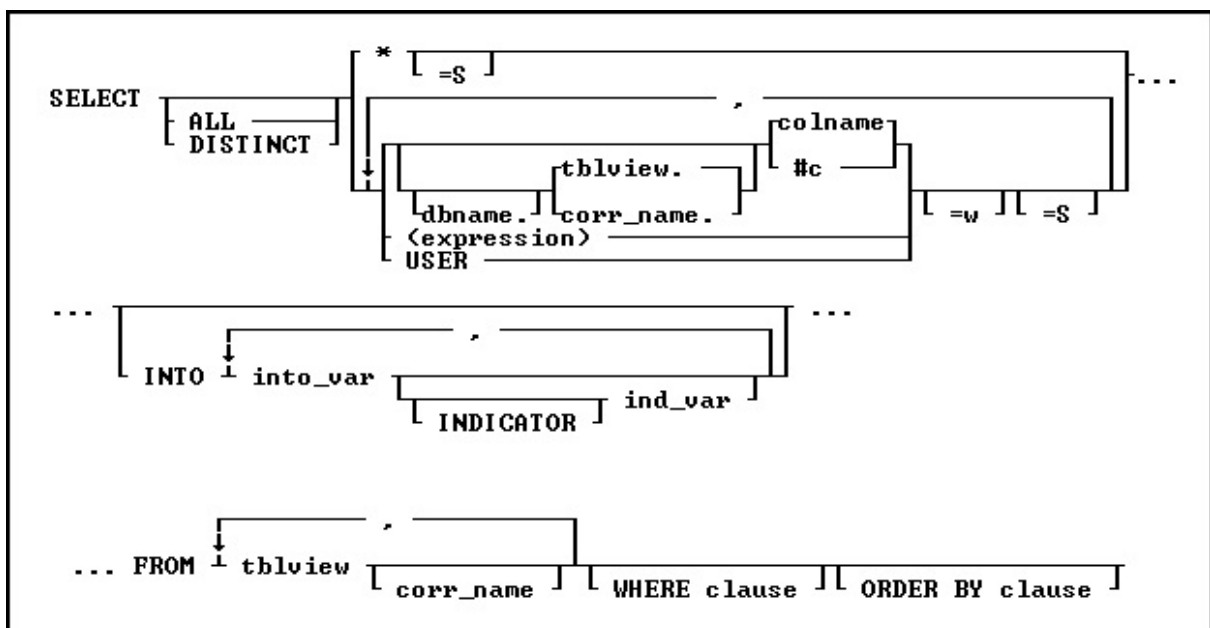 * =S
SELECT ...
ALL ,
DISTINCT colname
tblview. #c
dbname. corr_name. =w =S
(expression)
USER
... ...
,
INTO into_var ind_var
INDICATOR
,
... FROM tblview
corr_name WHERE clause ORDER BY clause